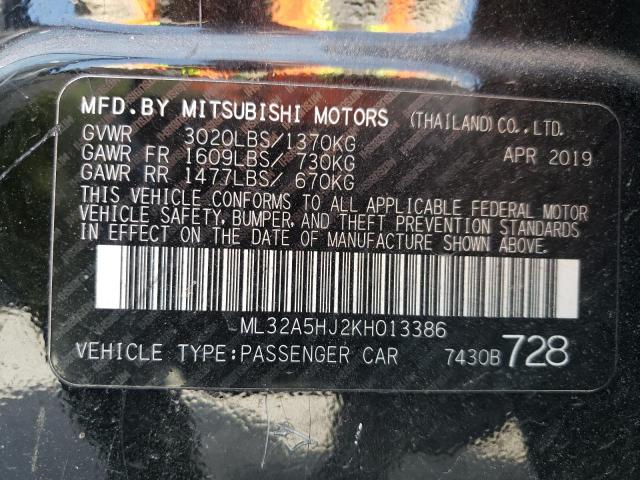 MFD.BY MITSUBISHI MOTORS (THAILAND) CO.,LTD.
GVWR 3020LBS/1370KG
APR 2019
GAWR FR 1609LBS/ 730KG
GAWR RR 1477LBS/ 670KG
THIS VEHICLE CONFORMS TO ALL APPLICABLE FEDERAL MOTOR
VEHICLE SAFETY, BUMPER, AND THEFT PREVENTION STANDARDS
IN EFFECT ON THE DATE OF MANUFACTURE SHOWN ABOVE.
ML32A5HJ2KH013386
VEHICLE TYPE:PASSENGER CAR 7430B 728